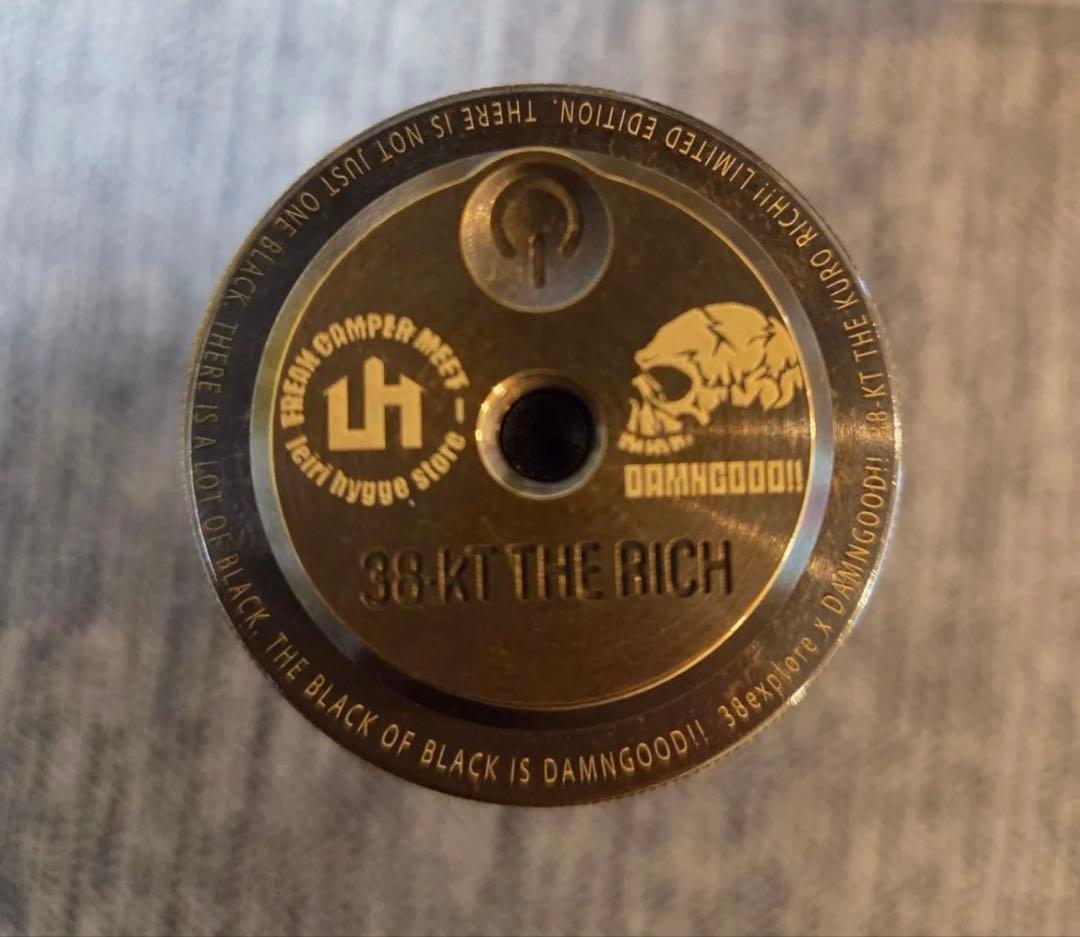 THERE IS NOT JUST ONE BLACK. THERE IS A LOT OF BLACK. THE BLACK OF BLACK IS DAMNGOOD!! 38explore x DAMNGOOD!! 38-KT THE KURO RICH!! LIMITED EDITION.
FREAK CAMPER MEET
leiri hygge store
DAMNGOOD!!
38-KT THE RICH